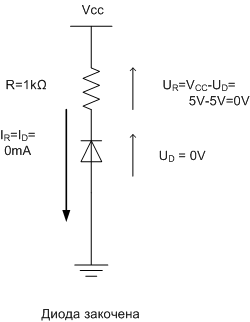 Vcc
R=1kΩ
UR=VCC-UD=
5V-5V=0V
IR=ID=
0mA
UD = 0V
Диода закочена